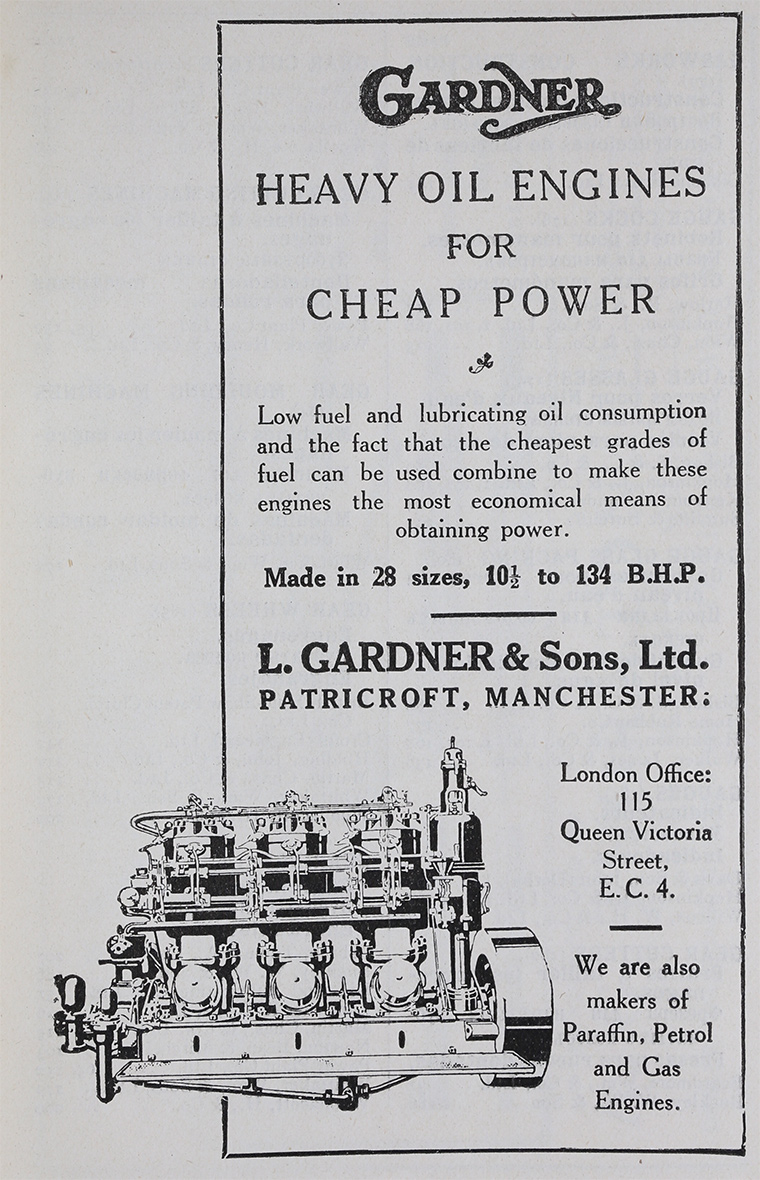 GARDNER
HEAVY OIL ENGINES
FOR
CHEAP POWER
Low fuel and lubricating oil consumption
and the fact that the cheapest grades of
fuel can be used combine to make these
engines the most economical means of
obtaining power.
Made in 28 sizes, 10½ to 134 B.H.P.
L. GARDNER & Sons, Ltd.
PATRICROFT, MANCHESTER.
London Office:
115
Queen Victoria
Street,
E. C. 4.
We are also
makers of
Paraffin, Petrol
and Gas
Engines.